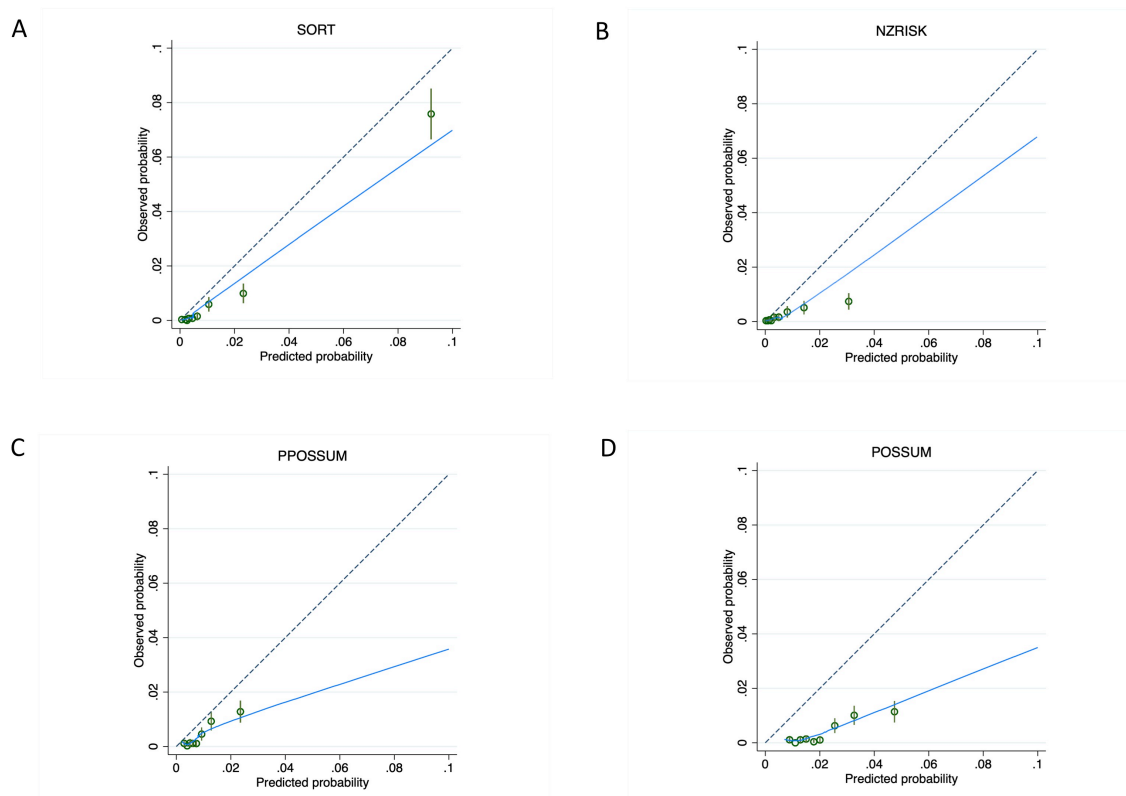 A
SORT
Observed probability
.1
.08
.06
.04
.02
0
0 .02 .04 .06 .08 .1
Predicted probability
B
NZRISK
Observed probability
.1
.08
.06
.04
.02
0
0 .02 .04 .06 .08 .1
Predicted probability
C
PPOSSUM
Observed probability
.1
.08
.06
.04
.02
0
0 .02 .04 .06 .08 .1
Predicted probability
D
POSSUM
Observed probability
.1
.08
.06
.04
.02
0
0 .02 .04 .06 .08 .1
Predicted probability